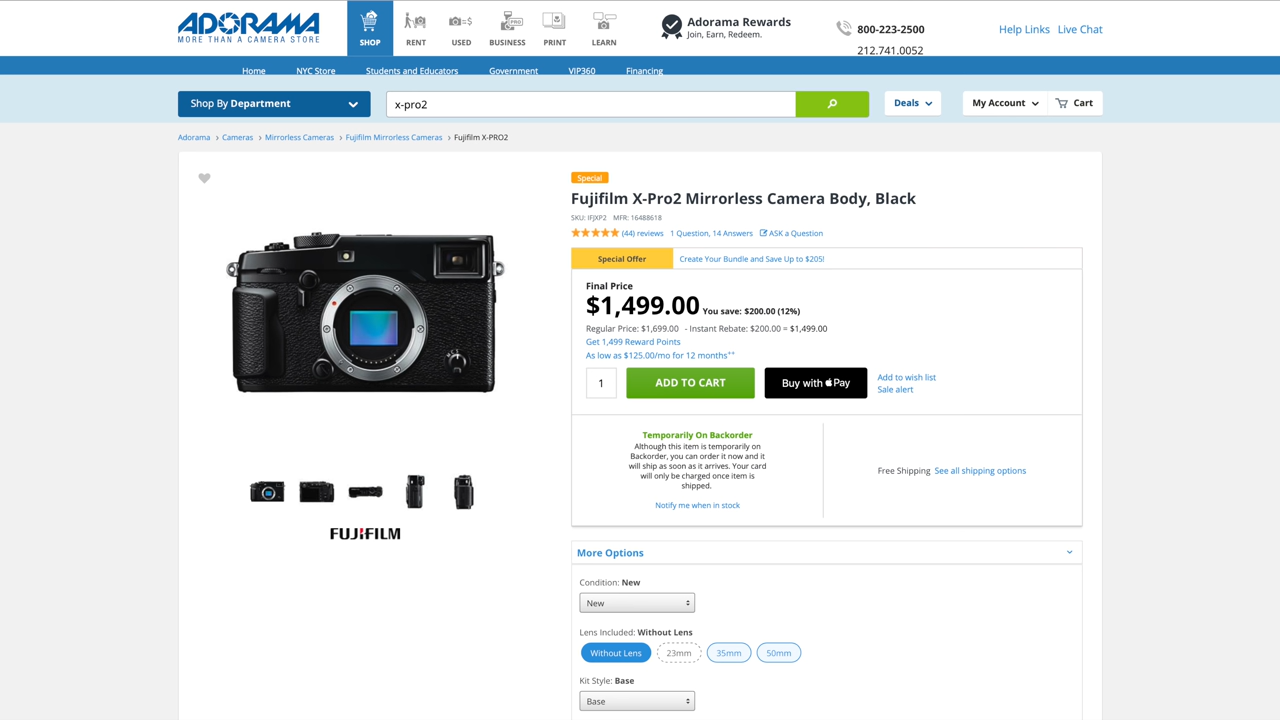 ADORAMA
MORE THAN A CAMERA STORE
SHOP
RENT
USED
BUSINESS
PRINT
LEARN
Adorama Rewards
Join, Earn, Redeem.
800-223-2500
212.741.0052
Help Links Live Chat
Home NYC Store Students and Educators Government VIP360 Financing
Shop By Department
x-pro2
Deals
My Account
Cart
Adorama > Cameras > Mirrorless Cameras > Fujifilm Mirrorless Cameras > Fujifilm X-PRO2
Special
Fujifilm X-Pro2 Mirrorless Camera Body, Black
SKU: IFJXP2 MFR: 16488618
(44) reviews 1 Question, 14 Answers ASK a Question
Special Offer Create Your Bundle and Save Up to $205!
Final Price
$1,499.00 You save: $200.00 (12%)
Regular Price: $1,699.00 - Instant Rebate: $200.00 = $1,499.00
Get 1,499 Reward Points
As low as $125.00/mo for 12 months++
1
ADD TO CART
Buy with Pay
Add to wish list
Sale alert
Temporarily On Backorder
Although this item is temporarily on
Backorder, you can order it now and it
will ship as soon as it arrives. Your card
will only be charged once item is
shipped.
Notify me when in stock
Free Shipping See all shipping options
FUJIFILM
More Options
Condition: New
New
Lens Included: Without Lens
Without Lens 23mm 35mm 50mm
Kit Style: Base
Base